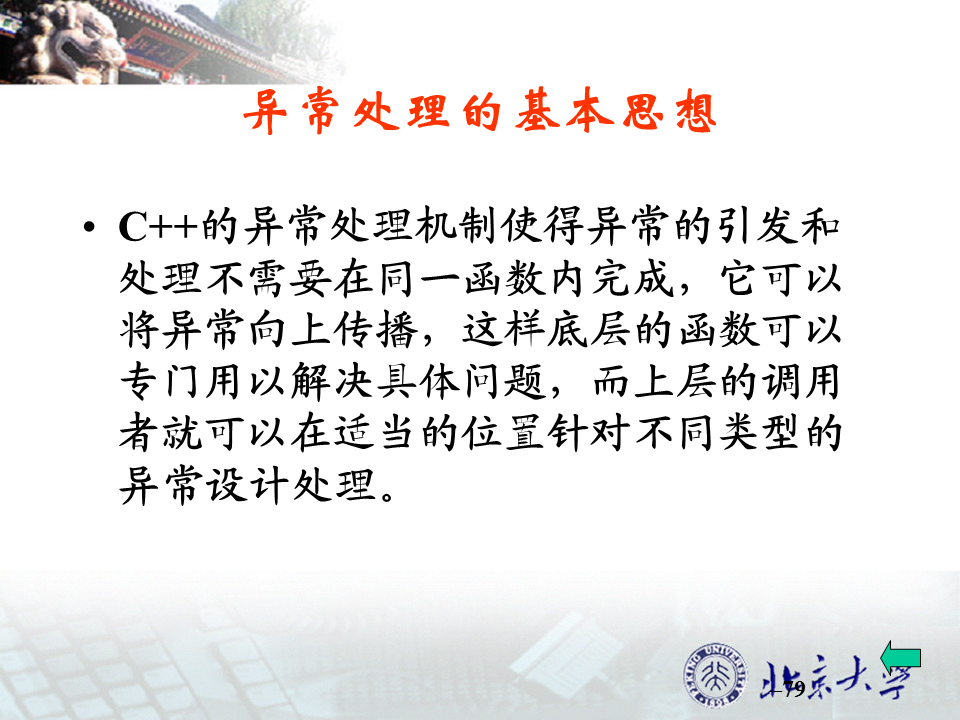 异常处理的基本思想
• C++的异常处理机制使得异常的引发和
处理不需要在同一函数内完成，它可以
将异常向上传播，这样底层的函数可以
专门用以解决具体问题，而上层的调用
者就可以在适当的位置针对不同类型的
异常设计处理。
PEKING UNIVERSITY
1898
北京大学
–79